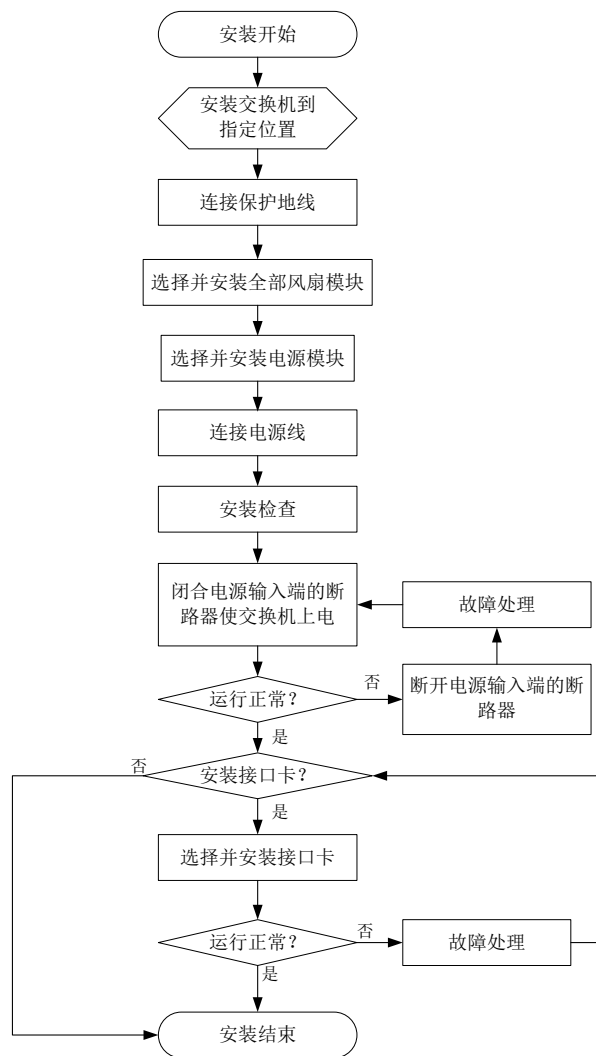 安装开始
安装交换机到
指定位置
连接保护地线
选择并安装全部风扇模块
选择并安装电源模块
连接电源线
安装检查
闭合电源输入端的断
路器使交换机上电
故障处理
运行正常?
否
断开电源输入端的断
路器
是
否
安装接口卡?
是
选择并安装接口卡
运行正常?
否
故障处理
是
安装结束